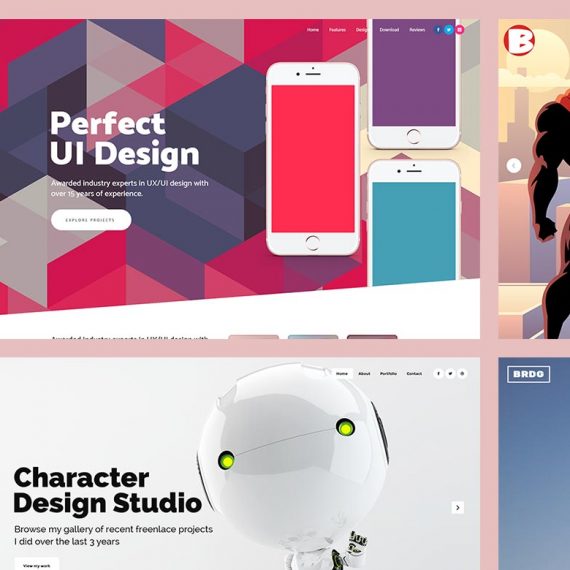 Home Features Design Download Reviews
Perfect
UI Design
Awarded industry experts in UX/UI design with
over 15 years of experience.
EXPLORE PROJECTS
Awarded industry experts in UX/UI design with
B
Home About Portfolio Contact
Character
Design Studio
Browse my gallery of recent freenlace projects
I did over the last 3 years
View my work
BRDG